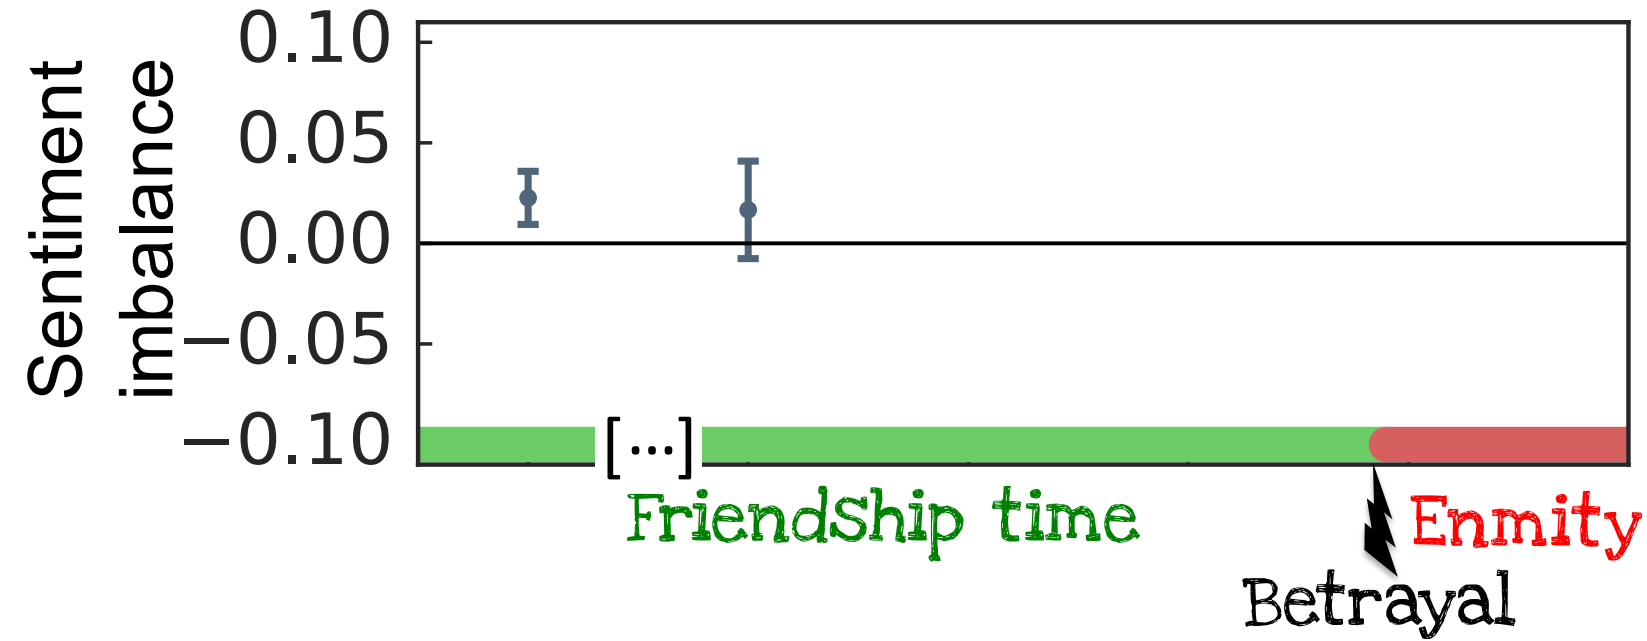 Sentiment
imbalance
0.10
0.05
0.00
−0.05
−0.10
[...]
Friendship time
Enmity
Betrayal